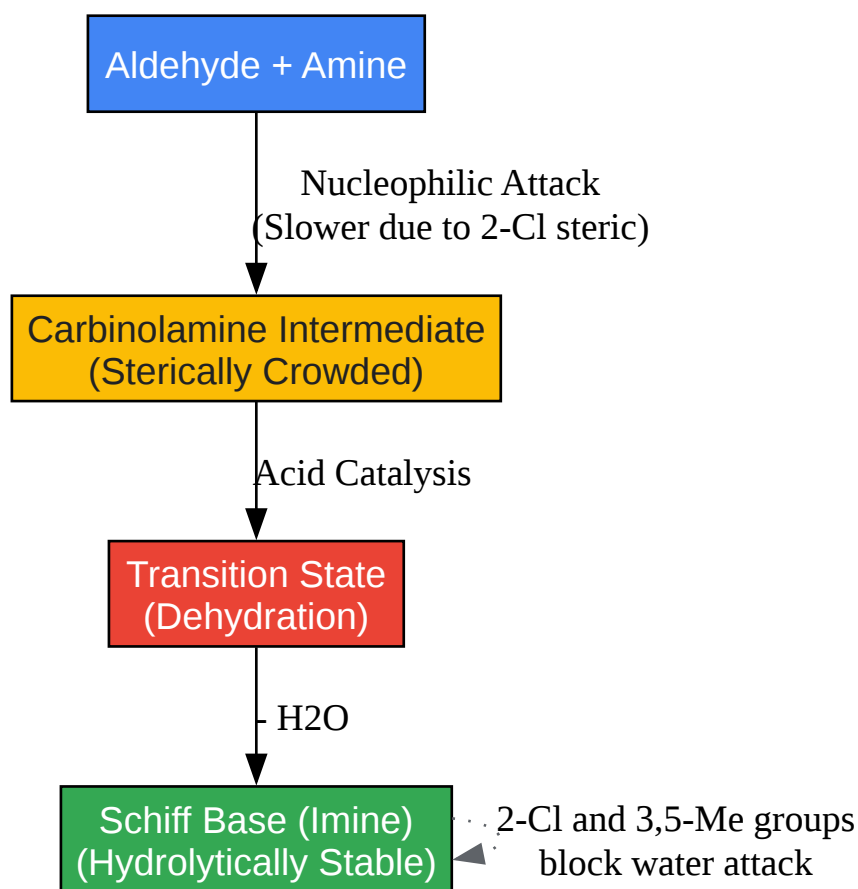 Aldehyde + Amine
Nucleophilic Attack
(Slower due to 2-Cl steric)
Carbinolamine Intermediate
(Sterically Crowded)
Acid Catalysis
Transition State
(Dehydration)
- H2O
Schiff Base (Imine)
(Hydrolytically Stable)
2-Cl and 3,5-Me groups
block water attack